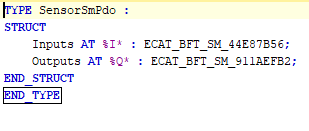 TYPE SensorSmPdo :
STRUCT
Inputs AT %I* : ECAT_BFT_SM_44E87B56;
Outputs AT %Q* : ECAT_BFT_SM_911AEFB2;
END_STRUCT
END_TYPE